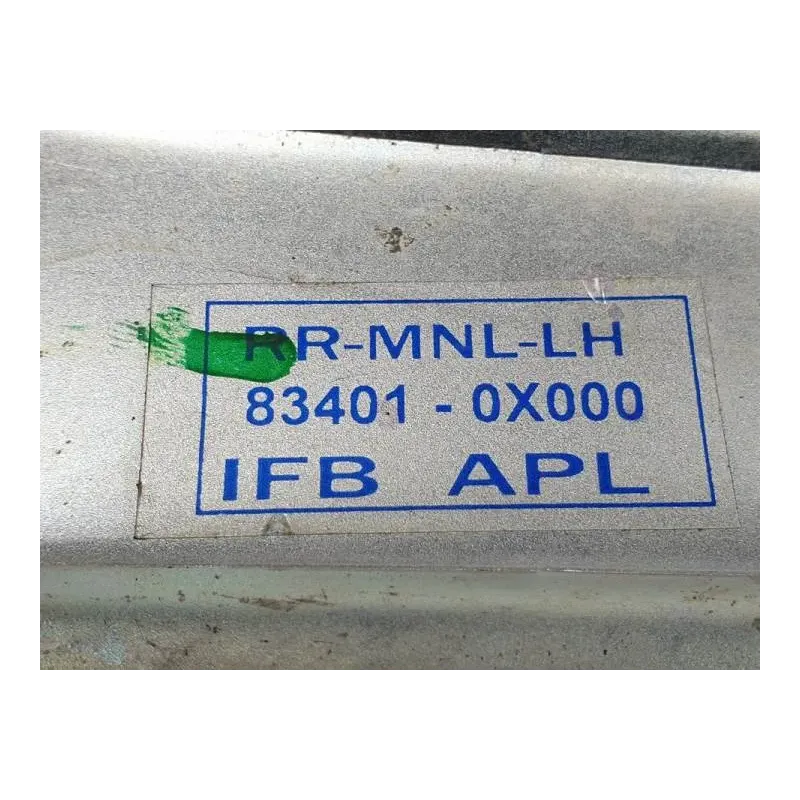 RR-MNL-LH
83401 - 0X000
IFB APL